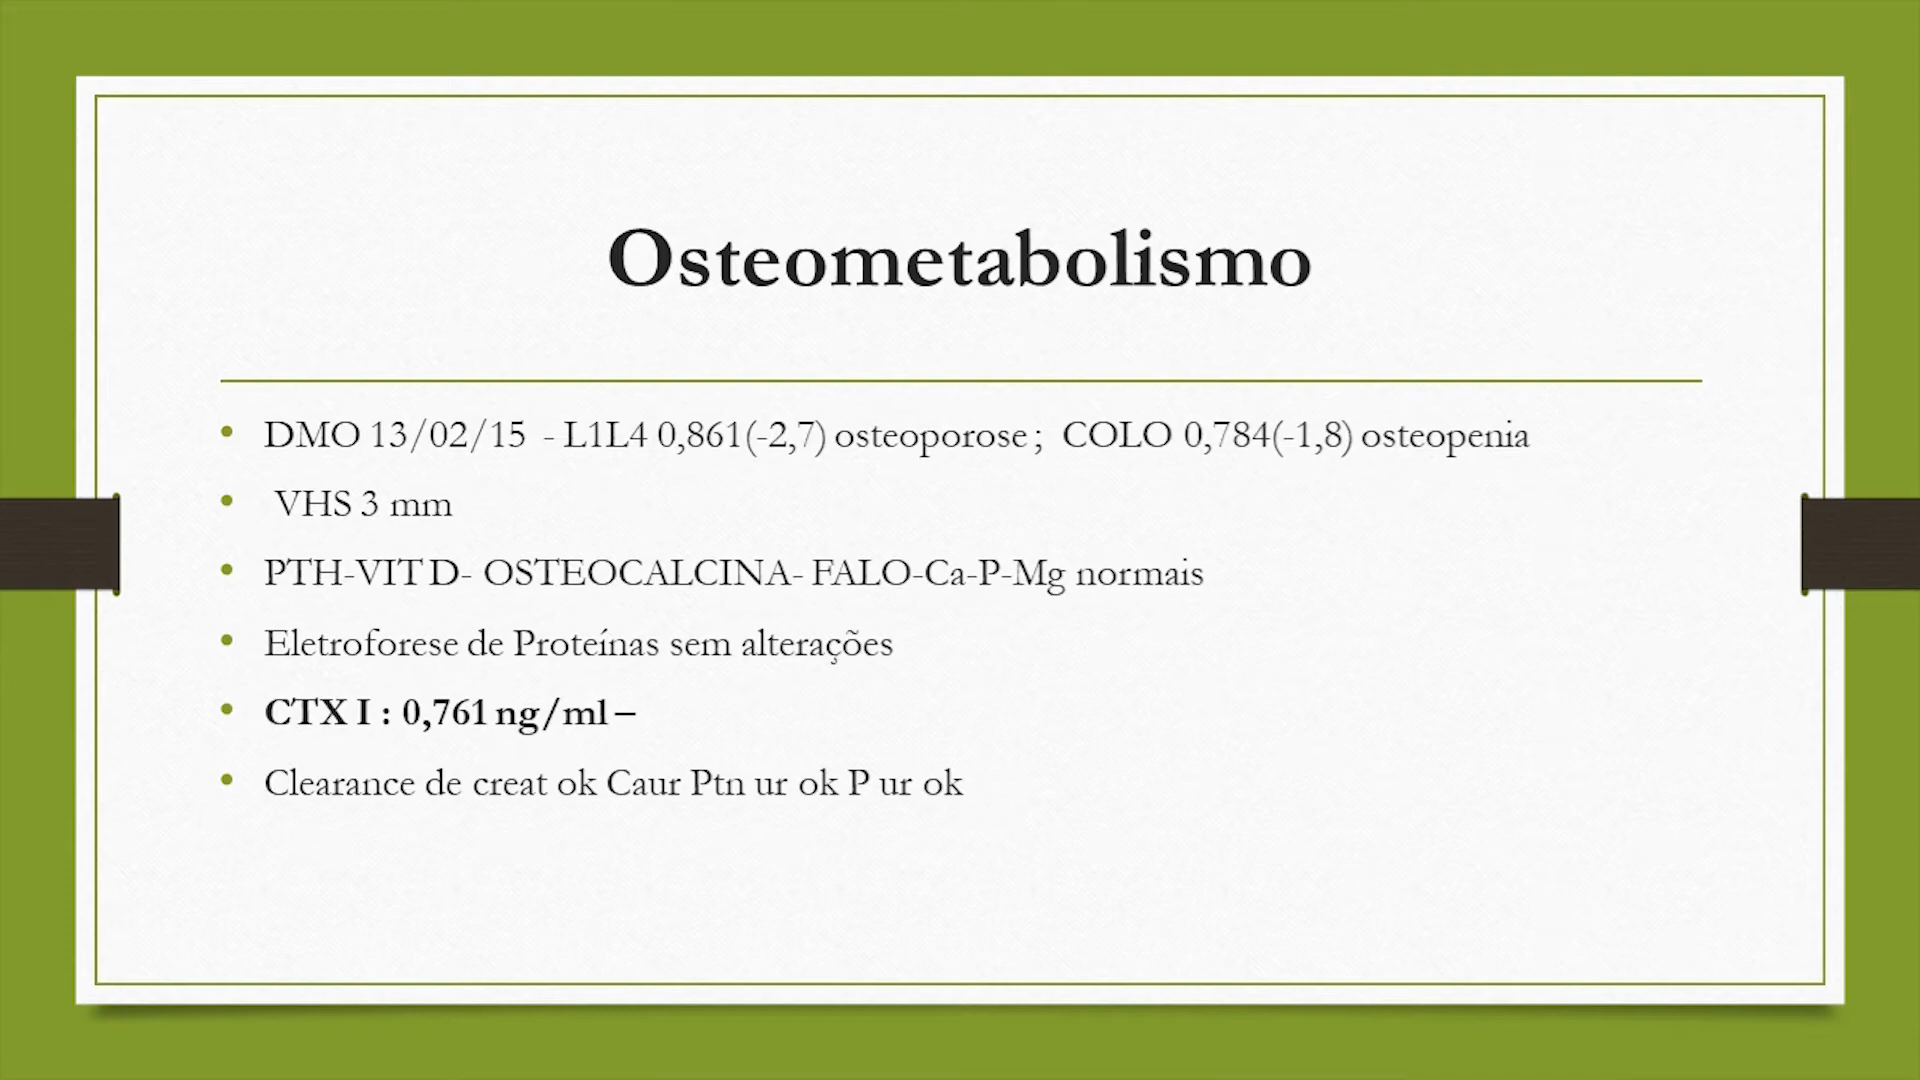 Osteometabolismo
DMO 13/02/15 - L1L4 0,861(-2,7) osteoporose ; COLO 0,784(-1,8) osteopenia
VHS 3 mm
PTH-VIT D- OSTEOCALCINA- FALO-Ca-P-Mg normais
Eletroforese de Proteínas sem alterações
CTX I : 0,761 ng/ml –
Clearance de creat ok Caur Ptn ur ok P ur ok